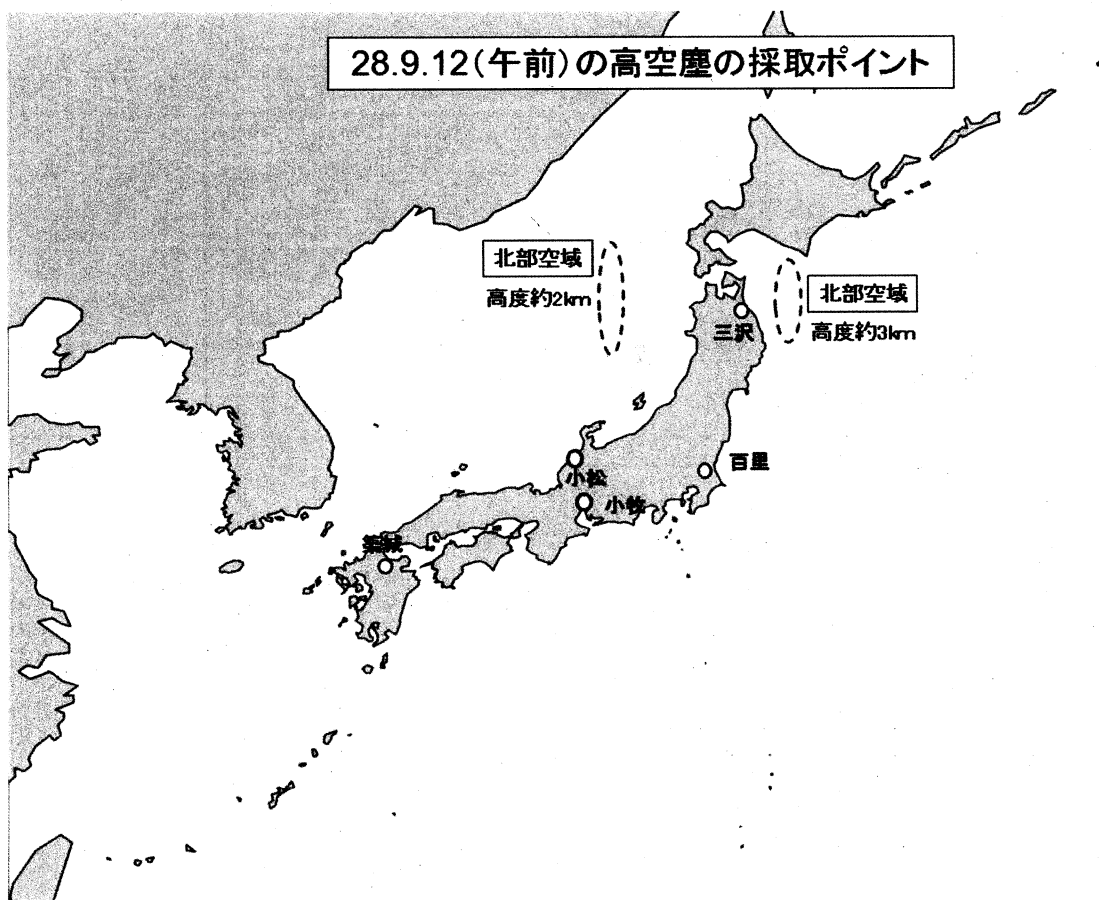 28.9.12(午前)の高空塵の採取ポイント
北部空域
高度約2km
北部空域
高度約3km
三沢
百里
小松
小牧
築城